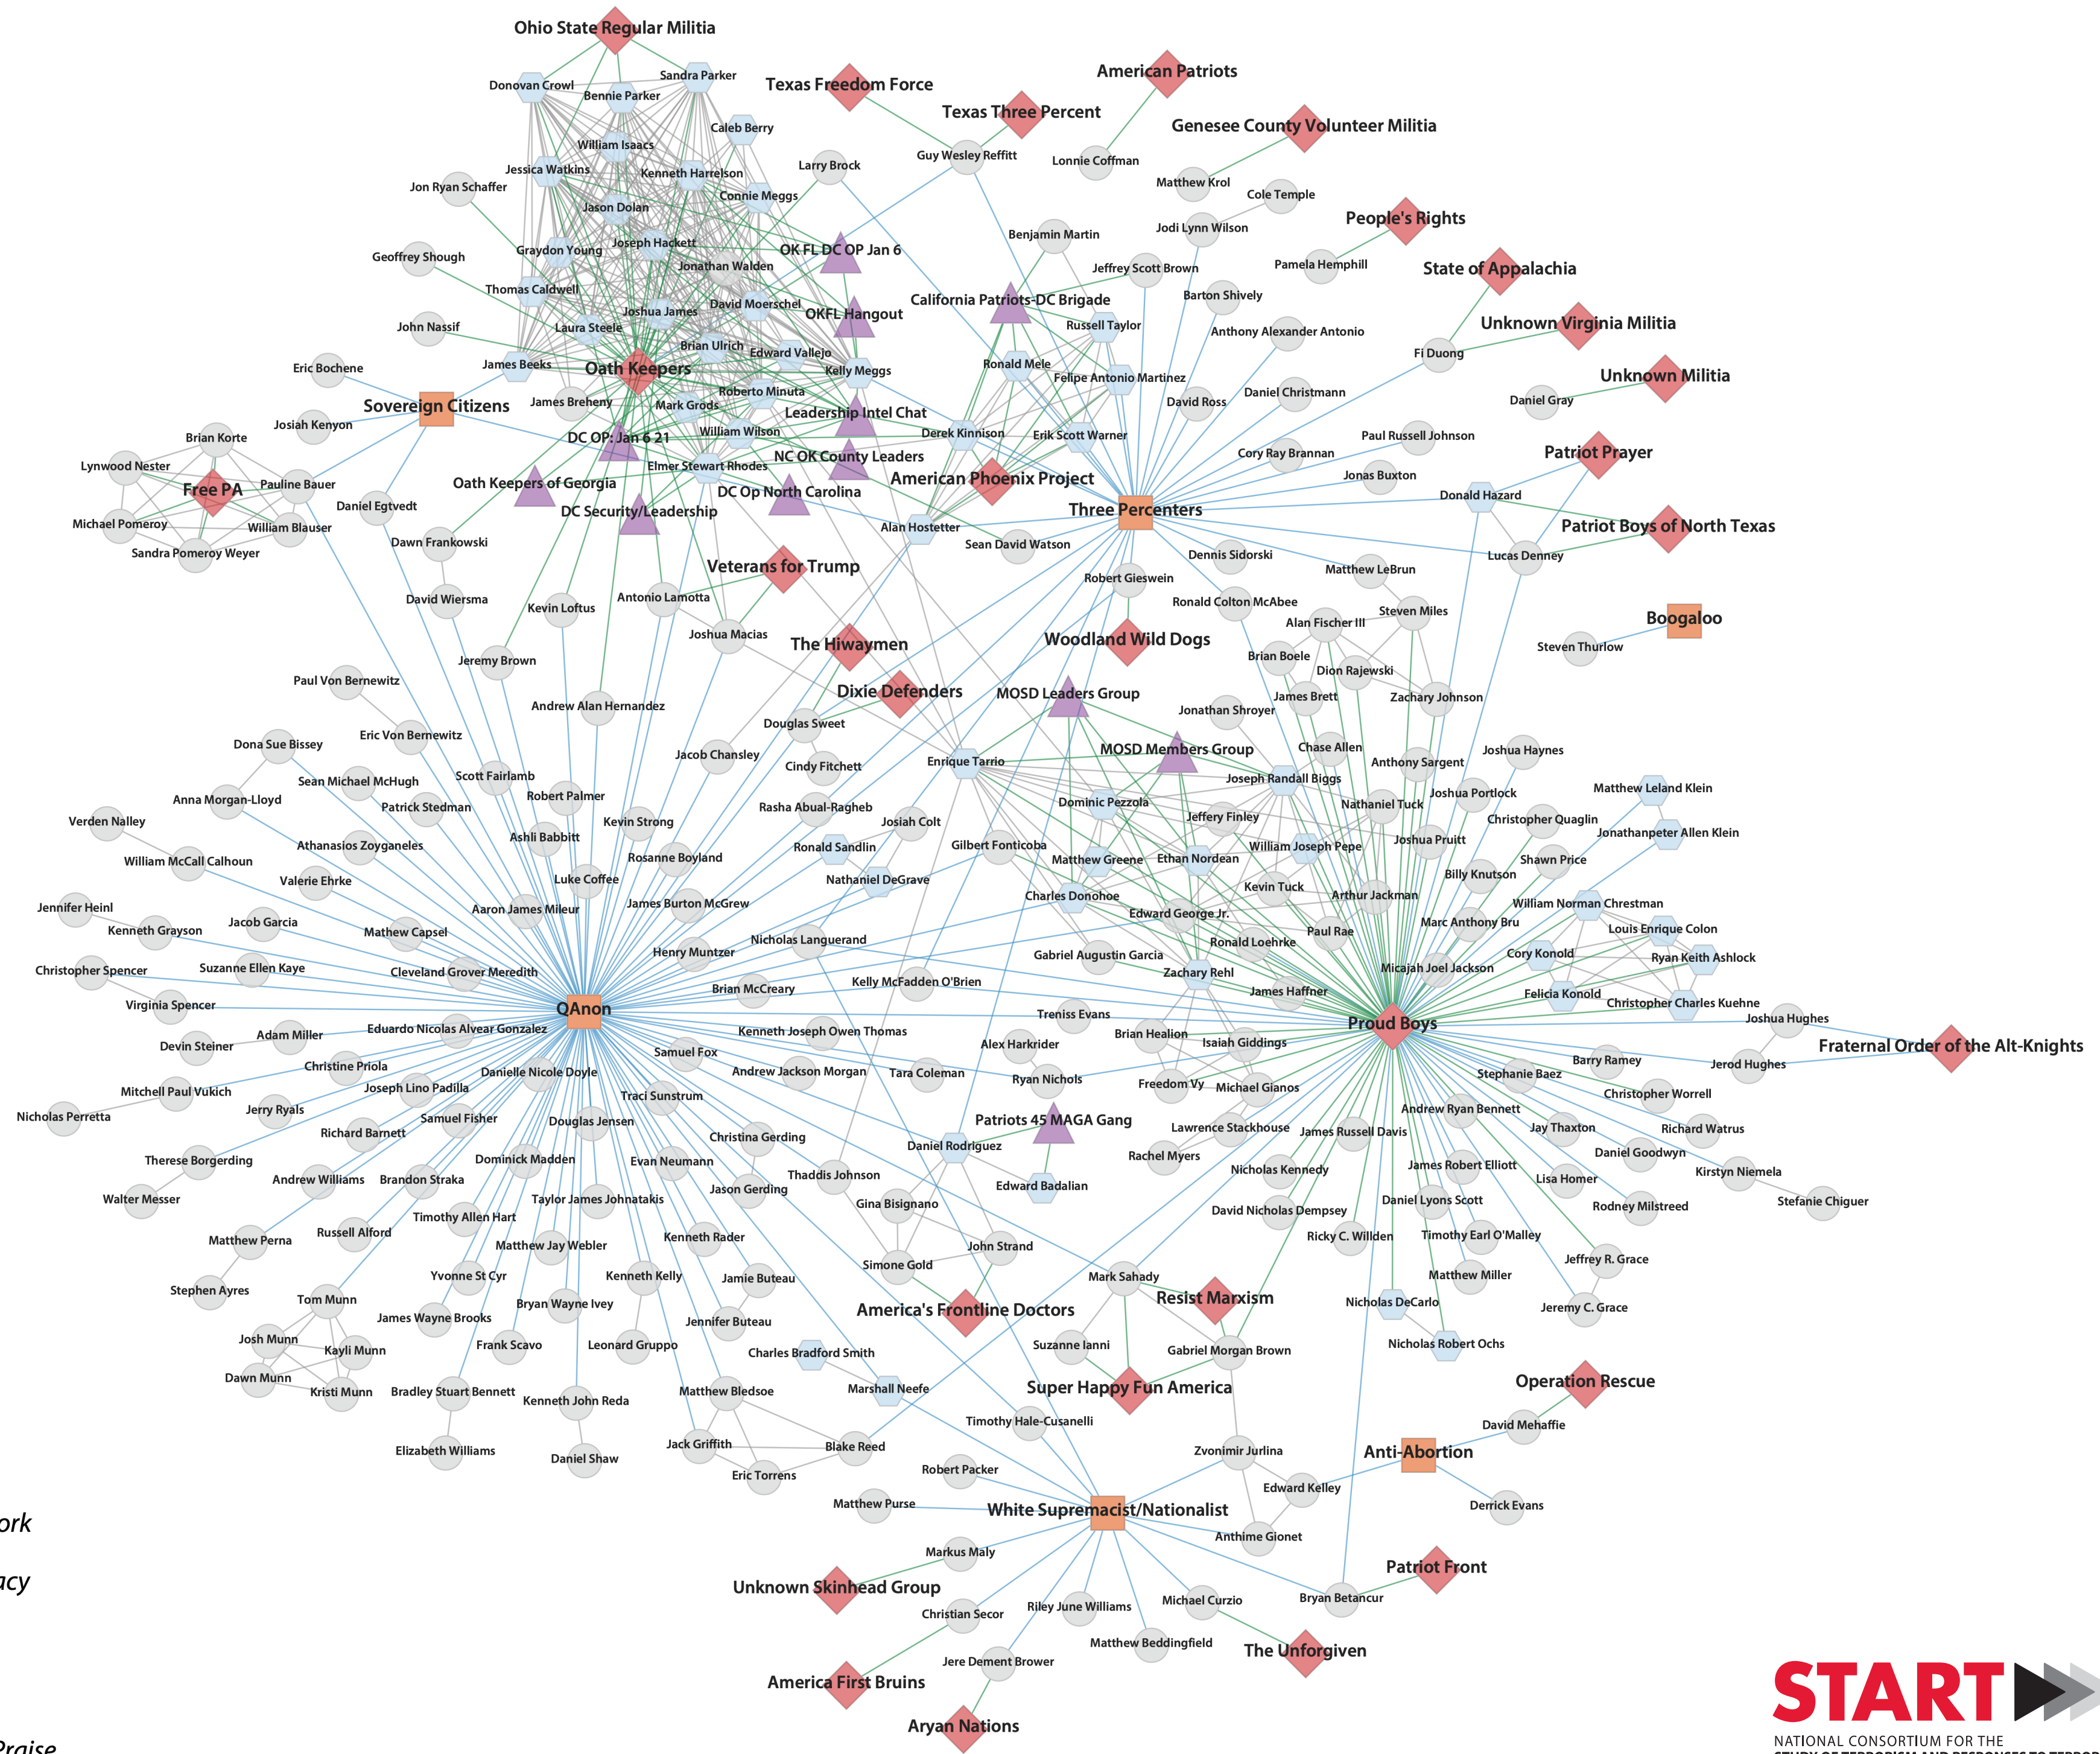 Ohio State Regular Militia
Donovan Crowl
Sandra Parker
Bennie Parker
Texas Freedom Force
American Patriots
Texas Three Percent
Genesee County Volunteer Militia
Caleb Berry
William Isaacs
Jessica Watkins
Kenneth Harrelson
Larry Brock
Guy Wesley Reffitt
Lonnie Coffman
Matthew Krol
Jon Ryan Schaffer
Connie Meggs
Cole Temple
Jason Dolan
People's Rights
Jodi Lynn Wilson
Benjamin Martin
Graydon Young
Joseph Hackett
OK FL DC OP Jan 6
Geoffrey Shough
Jonathan Walden
Jeffrey Scott Brown
Pamela Hemphill
State of Appalachia
Thomas Caldwell
David Moerschel
California Patriots-DC Brigade
Barton Shively
Joshua James
OKFL Hangout
John Nassif
Laura Steele
Russell Taylor
Anthony Alexander Antonio
Unknown Virginia Militia
Brian Ulrich
Edward Vallejo
Fi Duong
Eric Bochene
James Beeks
Oath Keepers
Kelly Meggs
Ronald Mele
Felipe Antonio Martinez
Unknown Militia
Sovereign Citizens
James Breheny
Roberto Minuta
Mark Grods
Leadership Intel Chat
David Ross
Daniel Christmann
Daniel Gray
Josiah Kenyon
DC OP: Jan 6 21
William Wilson
Derek Kinnison
Erik Scott Warner
Paul Russell Johnson
Brian Korte
Lynwood Nester
Elmer Stewart Rhodes
NC OK County Leaders
Cory Ray Brannan
Patriot Prayer
Free PA
Pauline Bauer
Oath Keepers of Georgia
American Phoenix Project
Jonas Buxton
DC Op North Carolina
Donald Hazard
Daniel Egtvedt
DC Security/Leadership
Three Percenters
Michael Pomeroy
William Blauser
Alan Hostetter
Patriot Boys of North Texas
Sandra Pomeroy Weyer
Dawn Frankowski
Sean David Watson
Dennis Sidorski
Lucas Denney
Veterans for Trump
Matthew LeBrun
Robert Gieswein
David Wiersma
Kevin Loftus
Antonio Lamotta
Ronald Colton McAbee
Steven Miles
Alan Fischer III
Boogaloo
Joshua Macias
The Hiwaymen
Woodland Wild Dogs
Steven Thurlow
Jeremy Brown
Brian Boele
Dion Rajewski
Paul Von Bernewitz
Dixie Defenders
MOSD Leaders Group
James Brett
Zachary Johnson
Andrew Alan Hernandez
Jonathan Shroyer
Douglas Sweet
Eric Von Bernewitz
Dona Sue Bissey
Jacob Chansley
Enrique Tarrio
MOSD Members Group
Chase Allen
Joshua Haynes
Anthony Sargent
Cindy Fitchett
Sean Michael McHugh
Scott Fairlamb
Joseph Randall Biggs
Matthew Leland Klein
Anna Morgan-Lloyd
Patrick Stedman
Robert Palmer
Rasha Abual-Ragheb
Dominic Pezzola
Nathaniel Tuck
Joshua Portlock
Verden Nalley
Kevin Strong
Josiah Colt
Jeffery Finley
Christopher Quaglin
Jonathanpeter Allen Klein
Athanasios Zoyganeles
Ashli Babbitt
Ronald Sandlin
Gilbert Fonticoba
William Joseph Pepe
Joshua Pruitt
William McCall Calhoun
Rosanne Boyland
Matthew Greene
Ethan Nordean
Shawn Price
Valerie Ehrke
Luke Coffee
Nathaniel DeGrave
Kevin Tuck
Billy Knutson
Charles Donohoe
Arthur Jackman
Jennifer Heinl
Aaron James Mileur
James Burton McGrew
Edward George Jr.
William Norman Chrestman
Kenneth Grayson
Jacob Garcia
Mathew Capsel
Paul Rae
Marc Anthony Bru
Louis Enrique Colon
Nicholas Languerand
Ronald Loehrke
Henry Muntzer
Gabriel Augustin Garcia
Cory Konold
Ryan Keith Ashlock
Christopher Spencer
Suzanne Ellen Kaye
Cleveland Grover Meredith
Zachary Rehl
Micajah Joel Jackson
Brian McCreary
Kelly McFadden O'Brien
James Haffner
Felicia Konold
Christopher Charles Kuehne
Virginia Spencer
QAnon
Treniss Evans
Proud Boys
Joshua Hughes
Adam Miller
Eduardo Nicolas Alvear Gonzalez
Kenneth Joseph Owen Thomas
Brian Healion
Isaiah Giddings
Devin Steiner
Alex Harkrider
Fraternal Order of the Alt-Knights
Samuel Fox
Christine Priola
Danielle Nicole Doyle
Andrew Jackson Morgan
Tara Coleman
Ryan Nichols
Freedom Vy
Michael Gianos
Stephanie Baez
Barry Ramey
Jerod Hughes
Mitchell Paul Vukich
Joseph Lino Padilla
Traci Sunstrum
Christopher Worrell
Nicholas Perretta
Jerry Ryals
Samuel Fisher
Douglas Jensen
Patriots 45 MAGA Gang
Andrew Ryan Bennett
Richard Barnett
Christina Gerding
Daniel Rodriguez
Lawrence Stackhouse
James Russell Davis
Jay Thaxton
Richard Watrus
Therese Borgerding
Dominick Madden
Evan Neumann
Rachel Myers
Nicholas Kennedy
James Robert Elliott
Daniel Goodwyn
Andrew Williams
Brandon Straka
Thaddis Johnson
Edward Badalian
Lisa Homer
Kirstyn Niemela
Walter Messer
Taylor James Johnatakis
Jason Gerding
Gina Bisignano
David Nicholas Dempsey
Daniel Lyons Scott
Rodney Milstreed
Stefanie Chiguer
Timothy Allen Hart
Matthew Perna
Russell Alford
Matthew Jay Webler
Kenneth Rader
John Strand
Ricky C. Willden
Timothy Earl O'Malley
Simone Gold
Jeffrey R. Grace
Yvonne St Cyr
Kenneth Kelly
Jamie Buteau
Mark Sahady
Matthew Miller
Stephen Ayres
Tom Munn
Bryan Wayne Ivey
America's Frontline Doctors
Resist Marxism
Nicholas DeCarlo
Jeremy C. Grace
James Wayne Brooks
Jennifer Buteau
Josh Munn
Kayli Munn
Frank Scavo
Leonard Gruppo
Charles Bradford Smith
Suzanne Ianni
Gabriel Morgan Brown
Nicholas Robert Ochs
Dawn Munn
Kristi Munn
Bradley Stuart Bennett
Matthew Bledsoe
Marshall Neefe
Super Happy Fun America
Operation Rescue
Kenneth John Reda
Timothy Hale-Cusanelli
David Mehaffie
Elizabeth Williams
Jack Griffith
Blake Reed
Zvonimir Jurlina
Anti-Abortion
Daniel Shaw
Eric Torrens
Robert Packer
Edward Kelley
Matthew Purse
White Supremacist/Nationalist
Derrick Evans
ork
Anthime Gionet
Markus Maly
Patriot Front
acy
Unknown Skinhead Group
Christian Secor
Riley June Williams
Michael Curzio
Bryan Betancur
Matthew Beddingfield
The Unforgiven
Jere Dement Brower
America First Bruins
Aryan Nations
START
NATIONAL CONSORTIUM FOR THE
Praise
STUDY OF TERRORISM AND RESPONSES TO TERROR